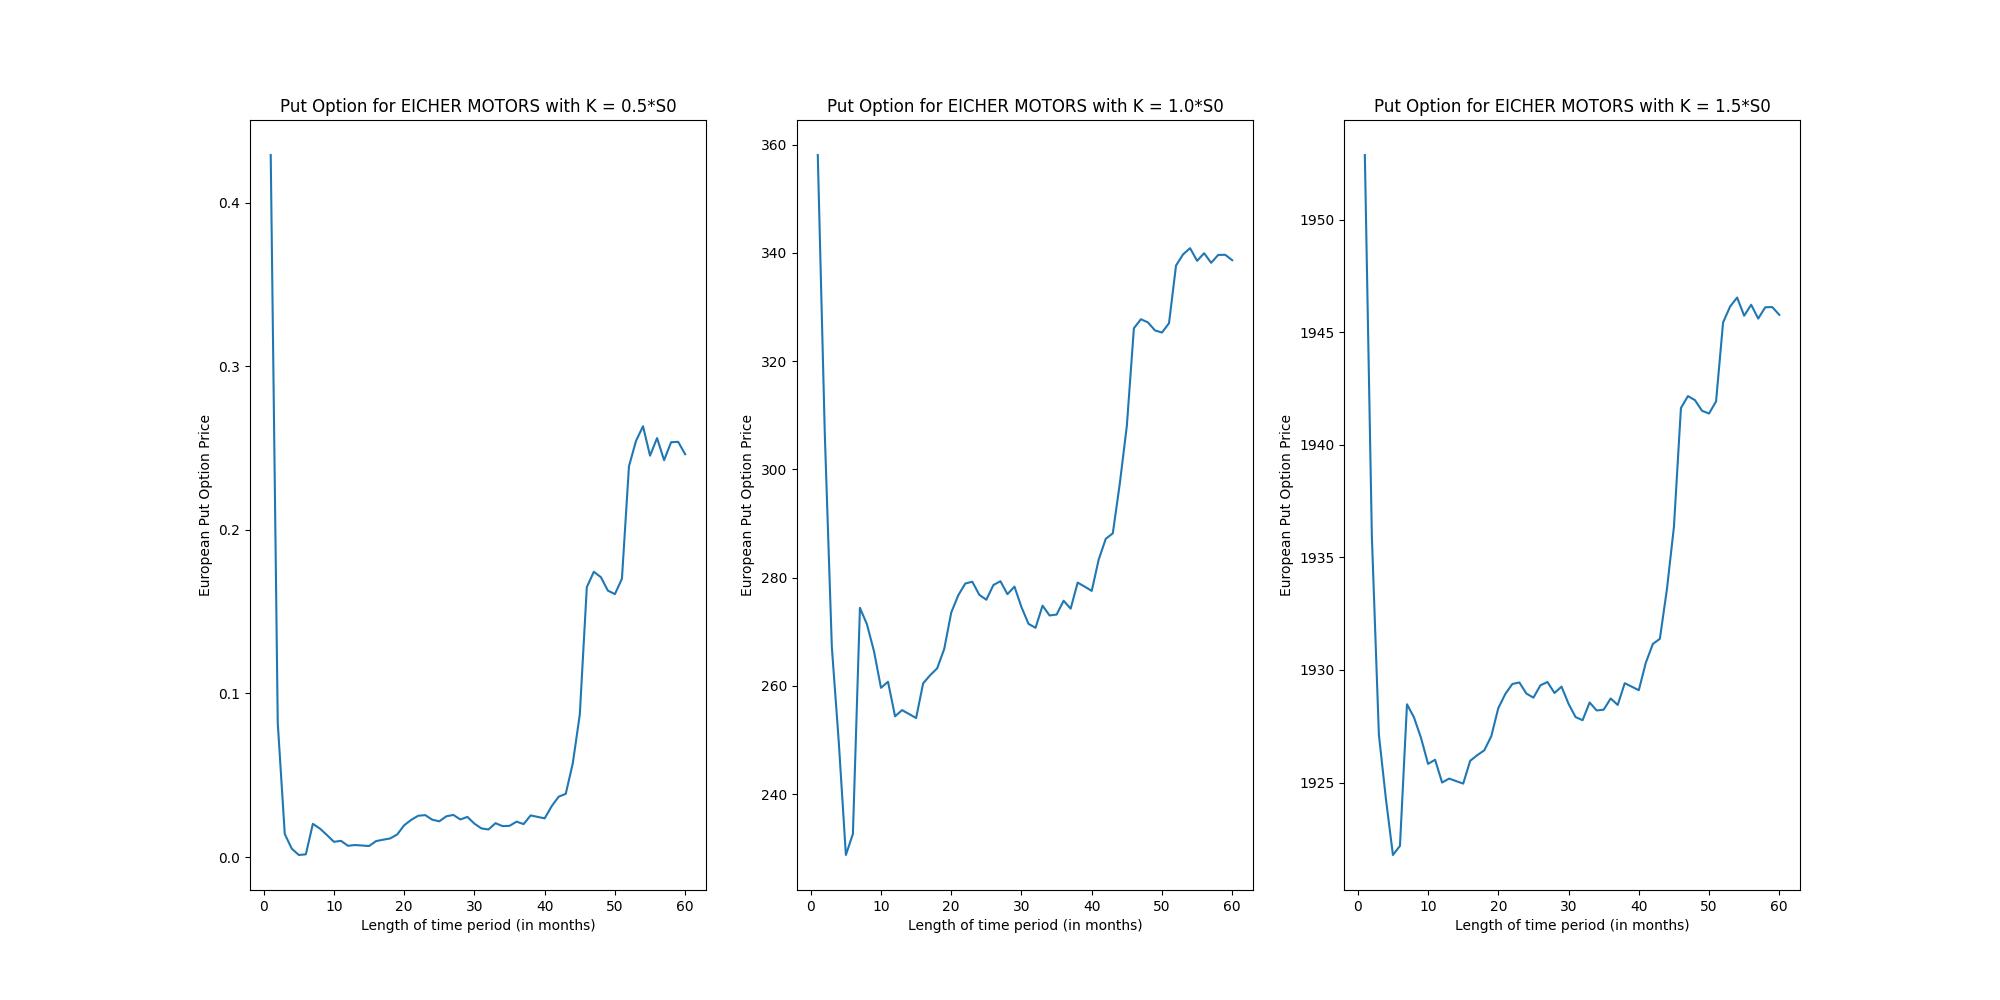 Put Option for EICHER MOTORS with K = 0.5*S0
European Put Option Price
0.4
0.3
0.2
0.1
0.0
0 10 20 30 40 50 60
Length of time period (in months)
Put Option for EICHER MOTORS with K = 1.0*S0
European Put Option Price
360
340
320
300
280
260
240
0 10 20 30 40 50 60
Length of time period (in months)
Put Option for EICHER MOTORS with K = 1.5*S0
European Put Option Price
1950
1945
1940
1935
1930
1925
0 10 20 30 40 50 60
Length of time period (in months)